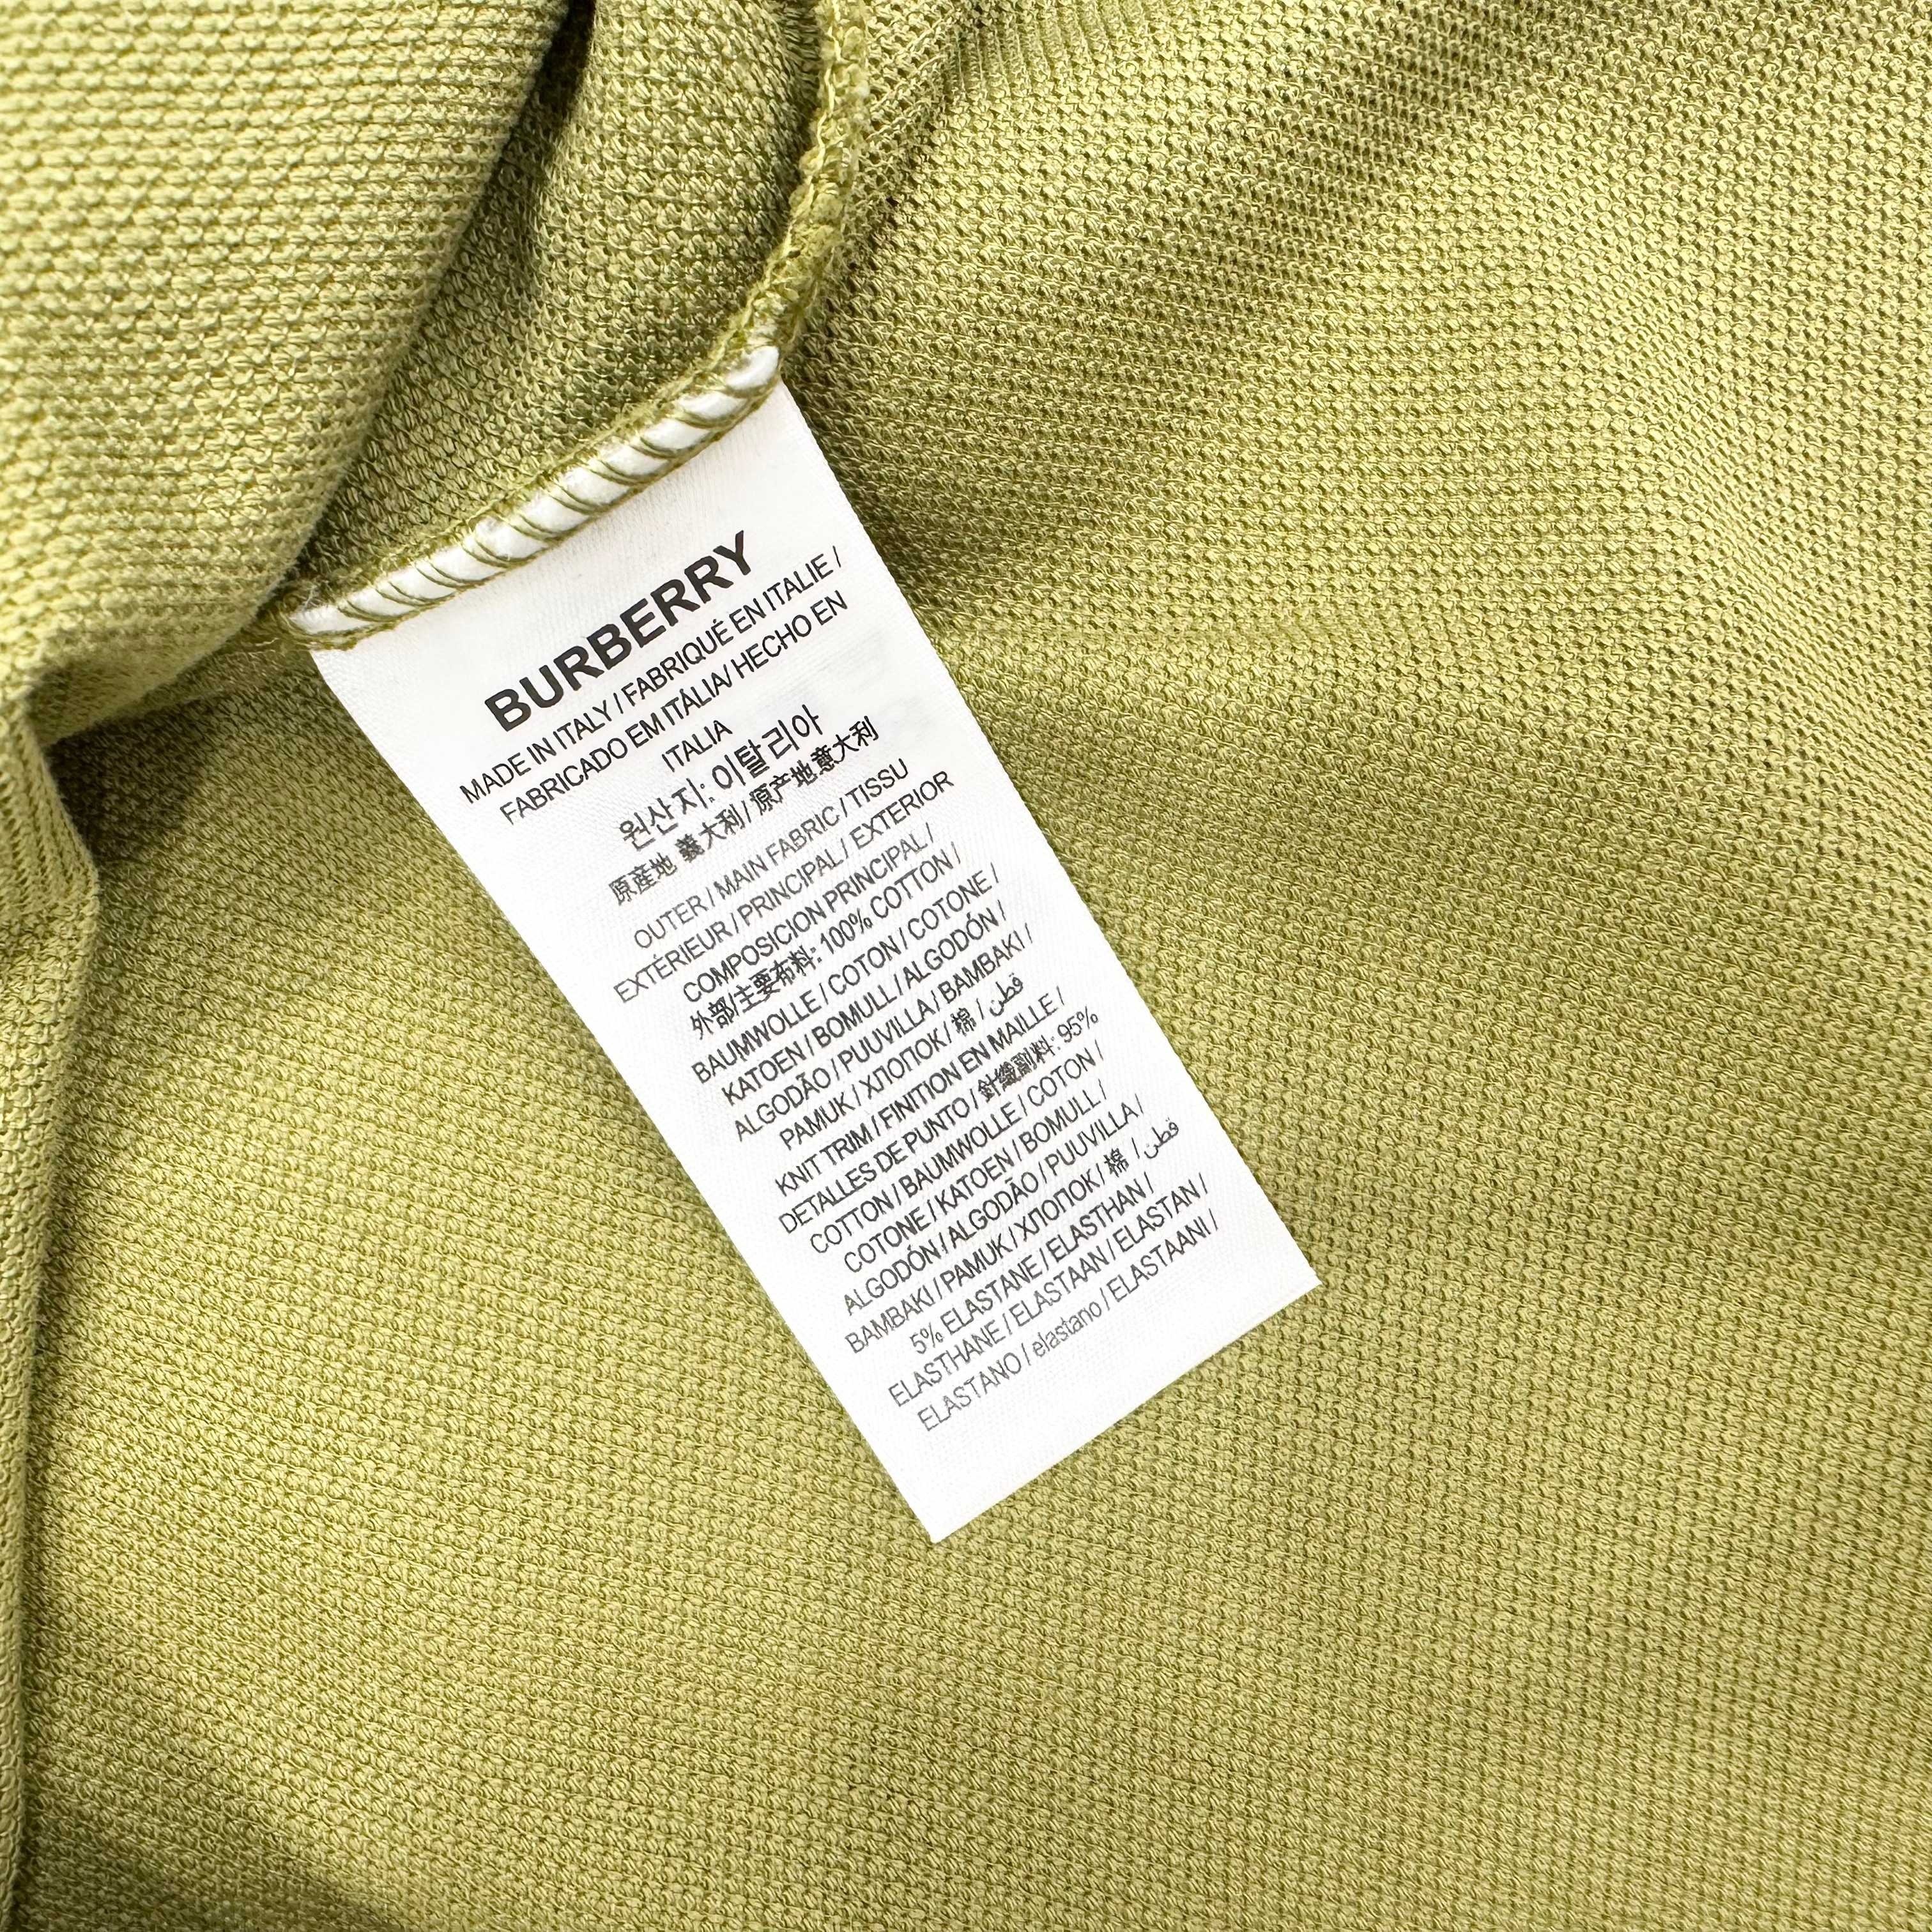 BURBERRY
MADE IN ITALY / FABRIQUÉ EN ITALIE /
FABRICADO EM ITÁLIA/ HECHO EN
ITALIA
원산지: 이탈리아
原産地 義大利 / 原产地意大利
OUTER / MAIN FABRIC / TISSU
EXTÉRIEUR / PRINCIPAL / EXTERIOR
COMPOSICION PRINCIPAL /
外部/主要布料: 100% COTTON /
BAUMWOLLE / COTON / COTONE /
KATOEN / BOMULL / ALGODÓN /
ALGODÃO / PUUVILLA / BAMBAKI /
PAMUK / ХЛОПОК / 棉 / قطن /
KNIT TRIM / FINITION EN MAILLE /
DETALLES DE PUNTO / 針織副料: 95%
COTTON / BAUMWOLLE / COTON /
COTONE / KATOEN / BOMULL /
ALGODÓN / ALGODÃO / PUUVILLA /
BAMBAKI / PAMUK / ХЛОПОК / 棉 / قطن
5% ELASTANE / ELASTHAN /
ELASTHANE / ELASTAAN / ELASTAN /
ELASTANO / elastano / ELASTAANI /